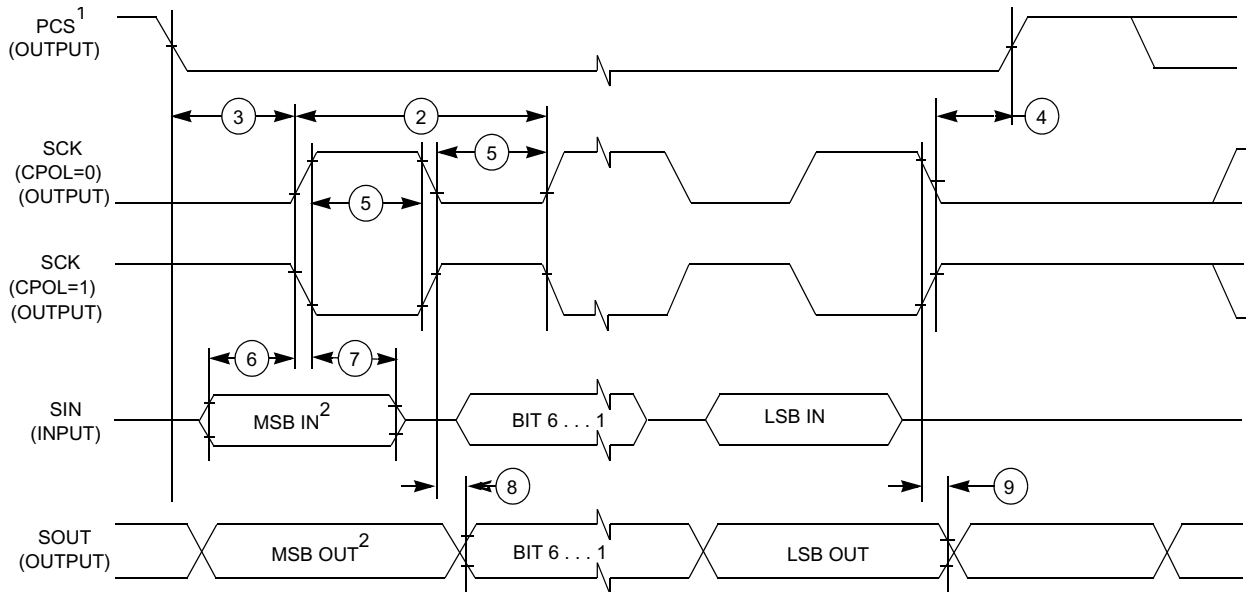 PCS1
(OUTPUT)
3
2
4
SCK
(CPOL=0)
(OUTPUT)
5
5
SCK
(CPOL=1)
(OUTPUT)
6
7
SIN
(INPUT)
MSB IN2
BIT 6 . . . 1
LSB IN
8
9
SOUT
(OUTPUT)
MSB OUT2
BIT 6 . . . 1
LSB OUT